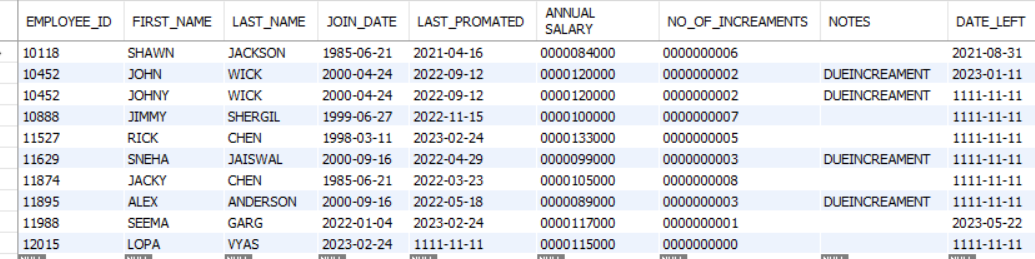 EMPLOYEE_ID FIRST_NAME LAST_NAME JOIN_DATE LAST_PROMATED ANNUAL SALARY NO_OF_INCREAMENTS NOTES DATE_LEFT
10118 SHAWN JACKSON 1985-06-21 2021-04-16 0000084000 0000000006 2021-08-31
10452 JOHN WICK 2000-04-24 2022-09-12 0000120000 0000000002 DUEINCREAMENT 2023-01-11
10452 JOHNY WICK 2000-04-24 2022-09-12 0000120000 0000000002 DUEINCREAMENT 1111-11-11
10888 JIMMY SHERGIL 1999-06-27 2022-11-15 0000100000 0000000007 1111-11-11
11527 RICK CHEN 1998-03-11 2023-02-24 0000133000 0000000005 1111-11-11
11629 SNEHA JAISWAL 2000-09-16 2022-04-29 0000099000 0000000003 DUEINCREAMENT 1111-11-11
11874 JACKY CHEN 1985-06-21 2022-03-23 0000105000 0000000008 1111-11-11
11895 ALEX ANDERSON 2000-09-16 2022-05-18 0000089000 0000000003 DUEINCREAMENT 1111-11-11
11988 SEEMA GARG 2022-01-04 2023-02-24 0000117000 0000000001 2023-05-22
12015 LOPA VYAS 2023-02-24 1111-11-11 0000115000 0000000000 1111-11-11